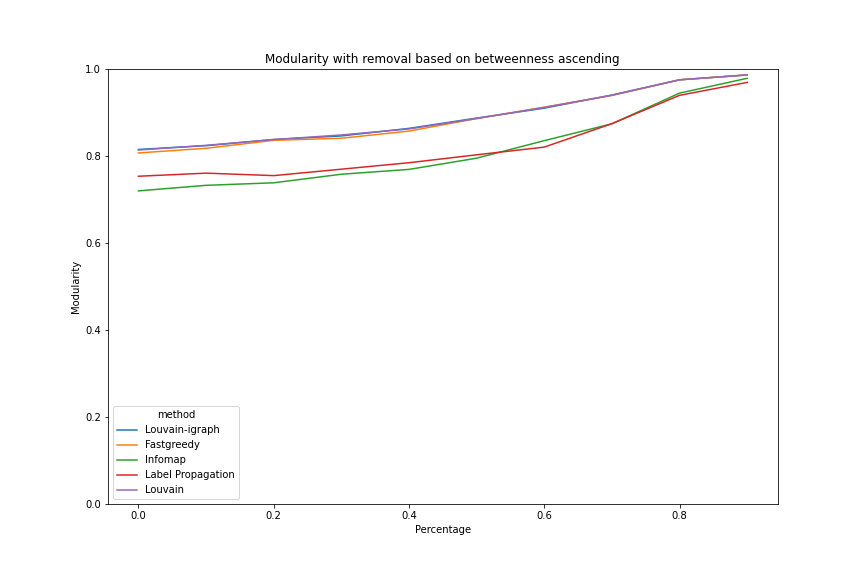 Modularity with removal based on betweenness ascending
1.0
0.8
0.6
0.4
0.2
0.0
Modularity
method
Louvain-igraph
Fastgreedy
Infomap
Label Propagation
Louvain
0.0
0.2
0.4
0.6
0.8
Percentage